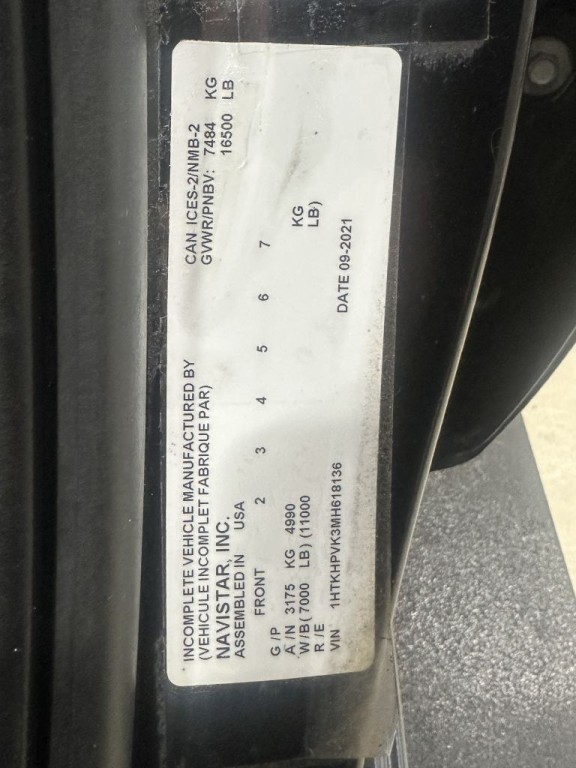 INCOMPLETE VEHICLE MANUFACTURED BY
(VEHICULE INCOMPLET FABRIQUE PAR)
NAVISTAR, INC.
ASSEMBLED IN USA
CAN ICES-2/NMB-2
GVWR/PNBV: 7484 KG
16500 LB
FRONT 2 3 4 5 6 7
G /P
A /N 3175 KG 4990 KG
W/B (7000 LB) (11000 LB)
R /E
VIN 1HTKHPVK3MH618136 DATE 09-2021